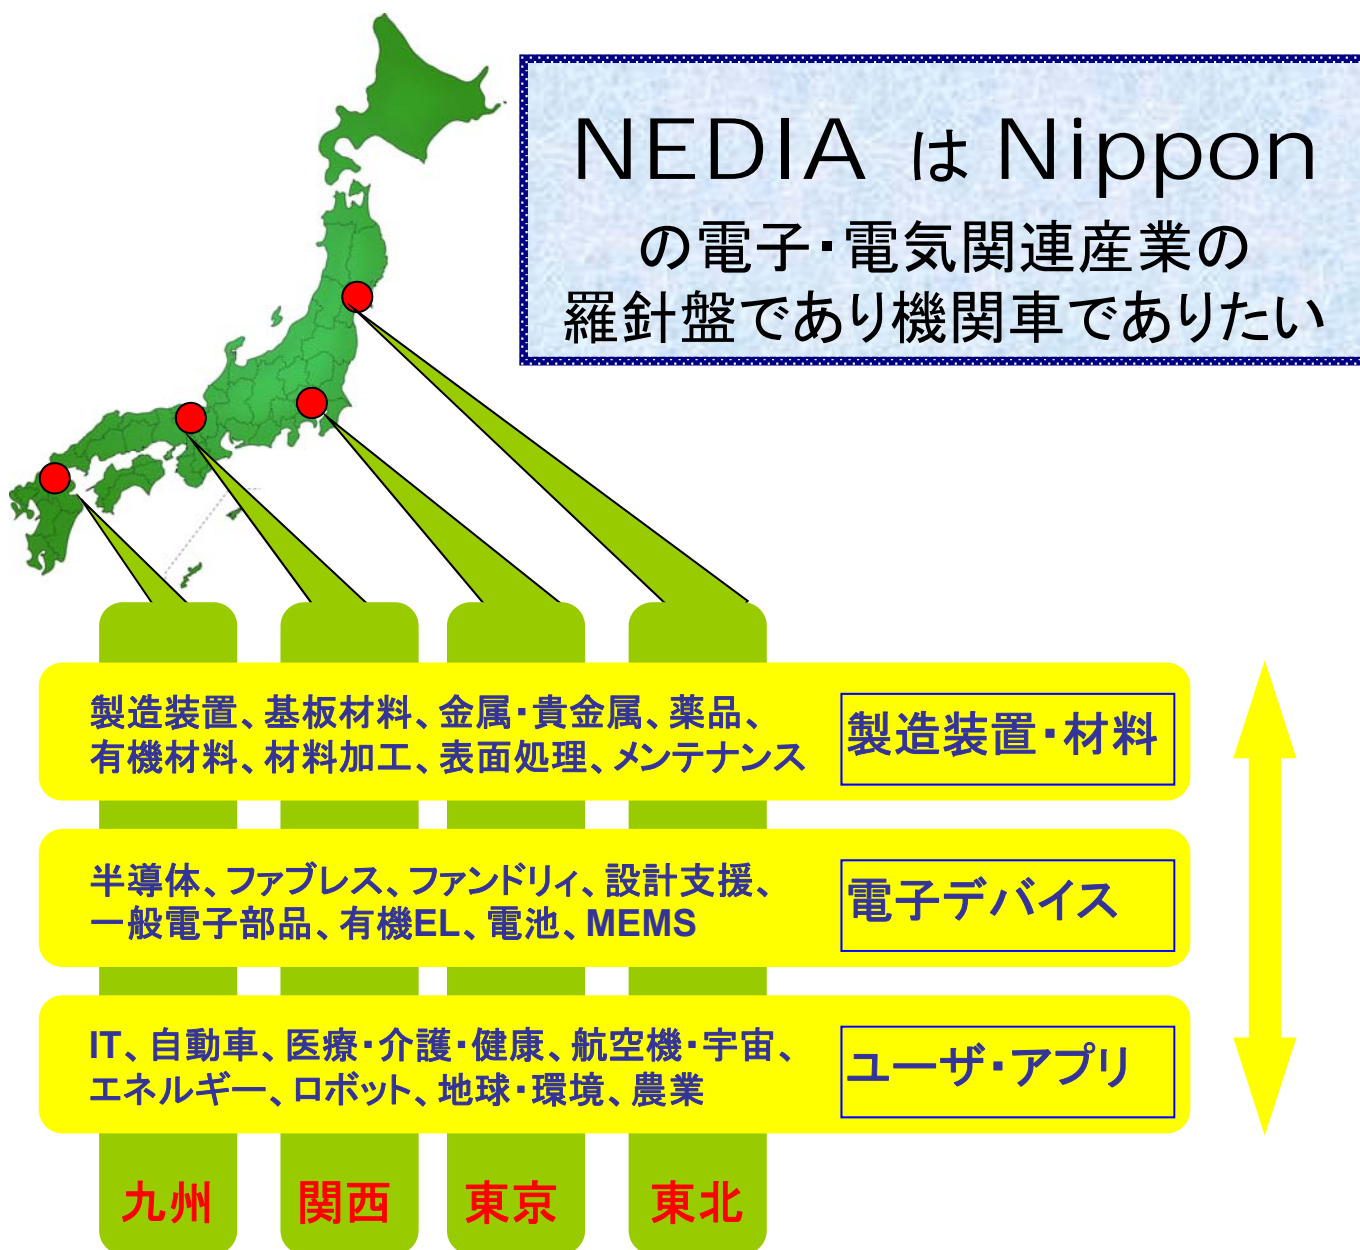 NEDIA は Nippon
の電子・電気関連産業の
羅針盤であり機関車でありたい
製造装置、基板材料、金属・貴金属、薬品、
有機材料、材料加工、表面処理、メンテナンス
製造装置・材料
半導体、ファブレス、ファンドリィ、設計支援、
一般電子部品、有機EL、電池、MEMS
電子デバイス
IT、自動車、医療・介護・健康、航空機・宇宙、
エネルギー、ロボット、地球・環境、農業
ユーザ・アプリ
九州
関西
東京
東北